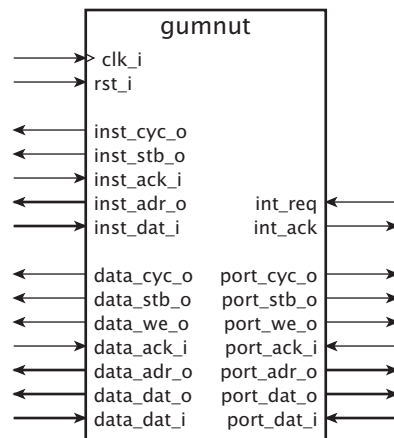 gumnut
clk_i
rst_i
inst_cyc_o
inst_stb_o
inst_ack_i
inst_adr_o
inst_dat_i
int_req
int_ack
data_cyc_o
data_stb_o
data_we_o
data_ack_i
data_adr_o
data_dat_o
data_dat_i
port_cyc_o
port_stb_o
port_we_o
port_ack_i
port_adr_o
port_dat_o
port_dat_i